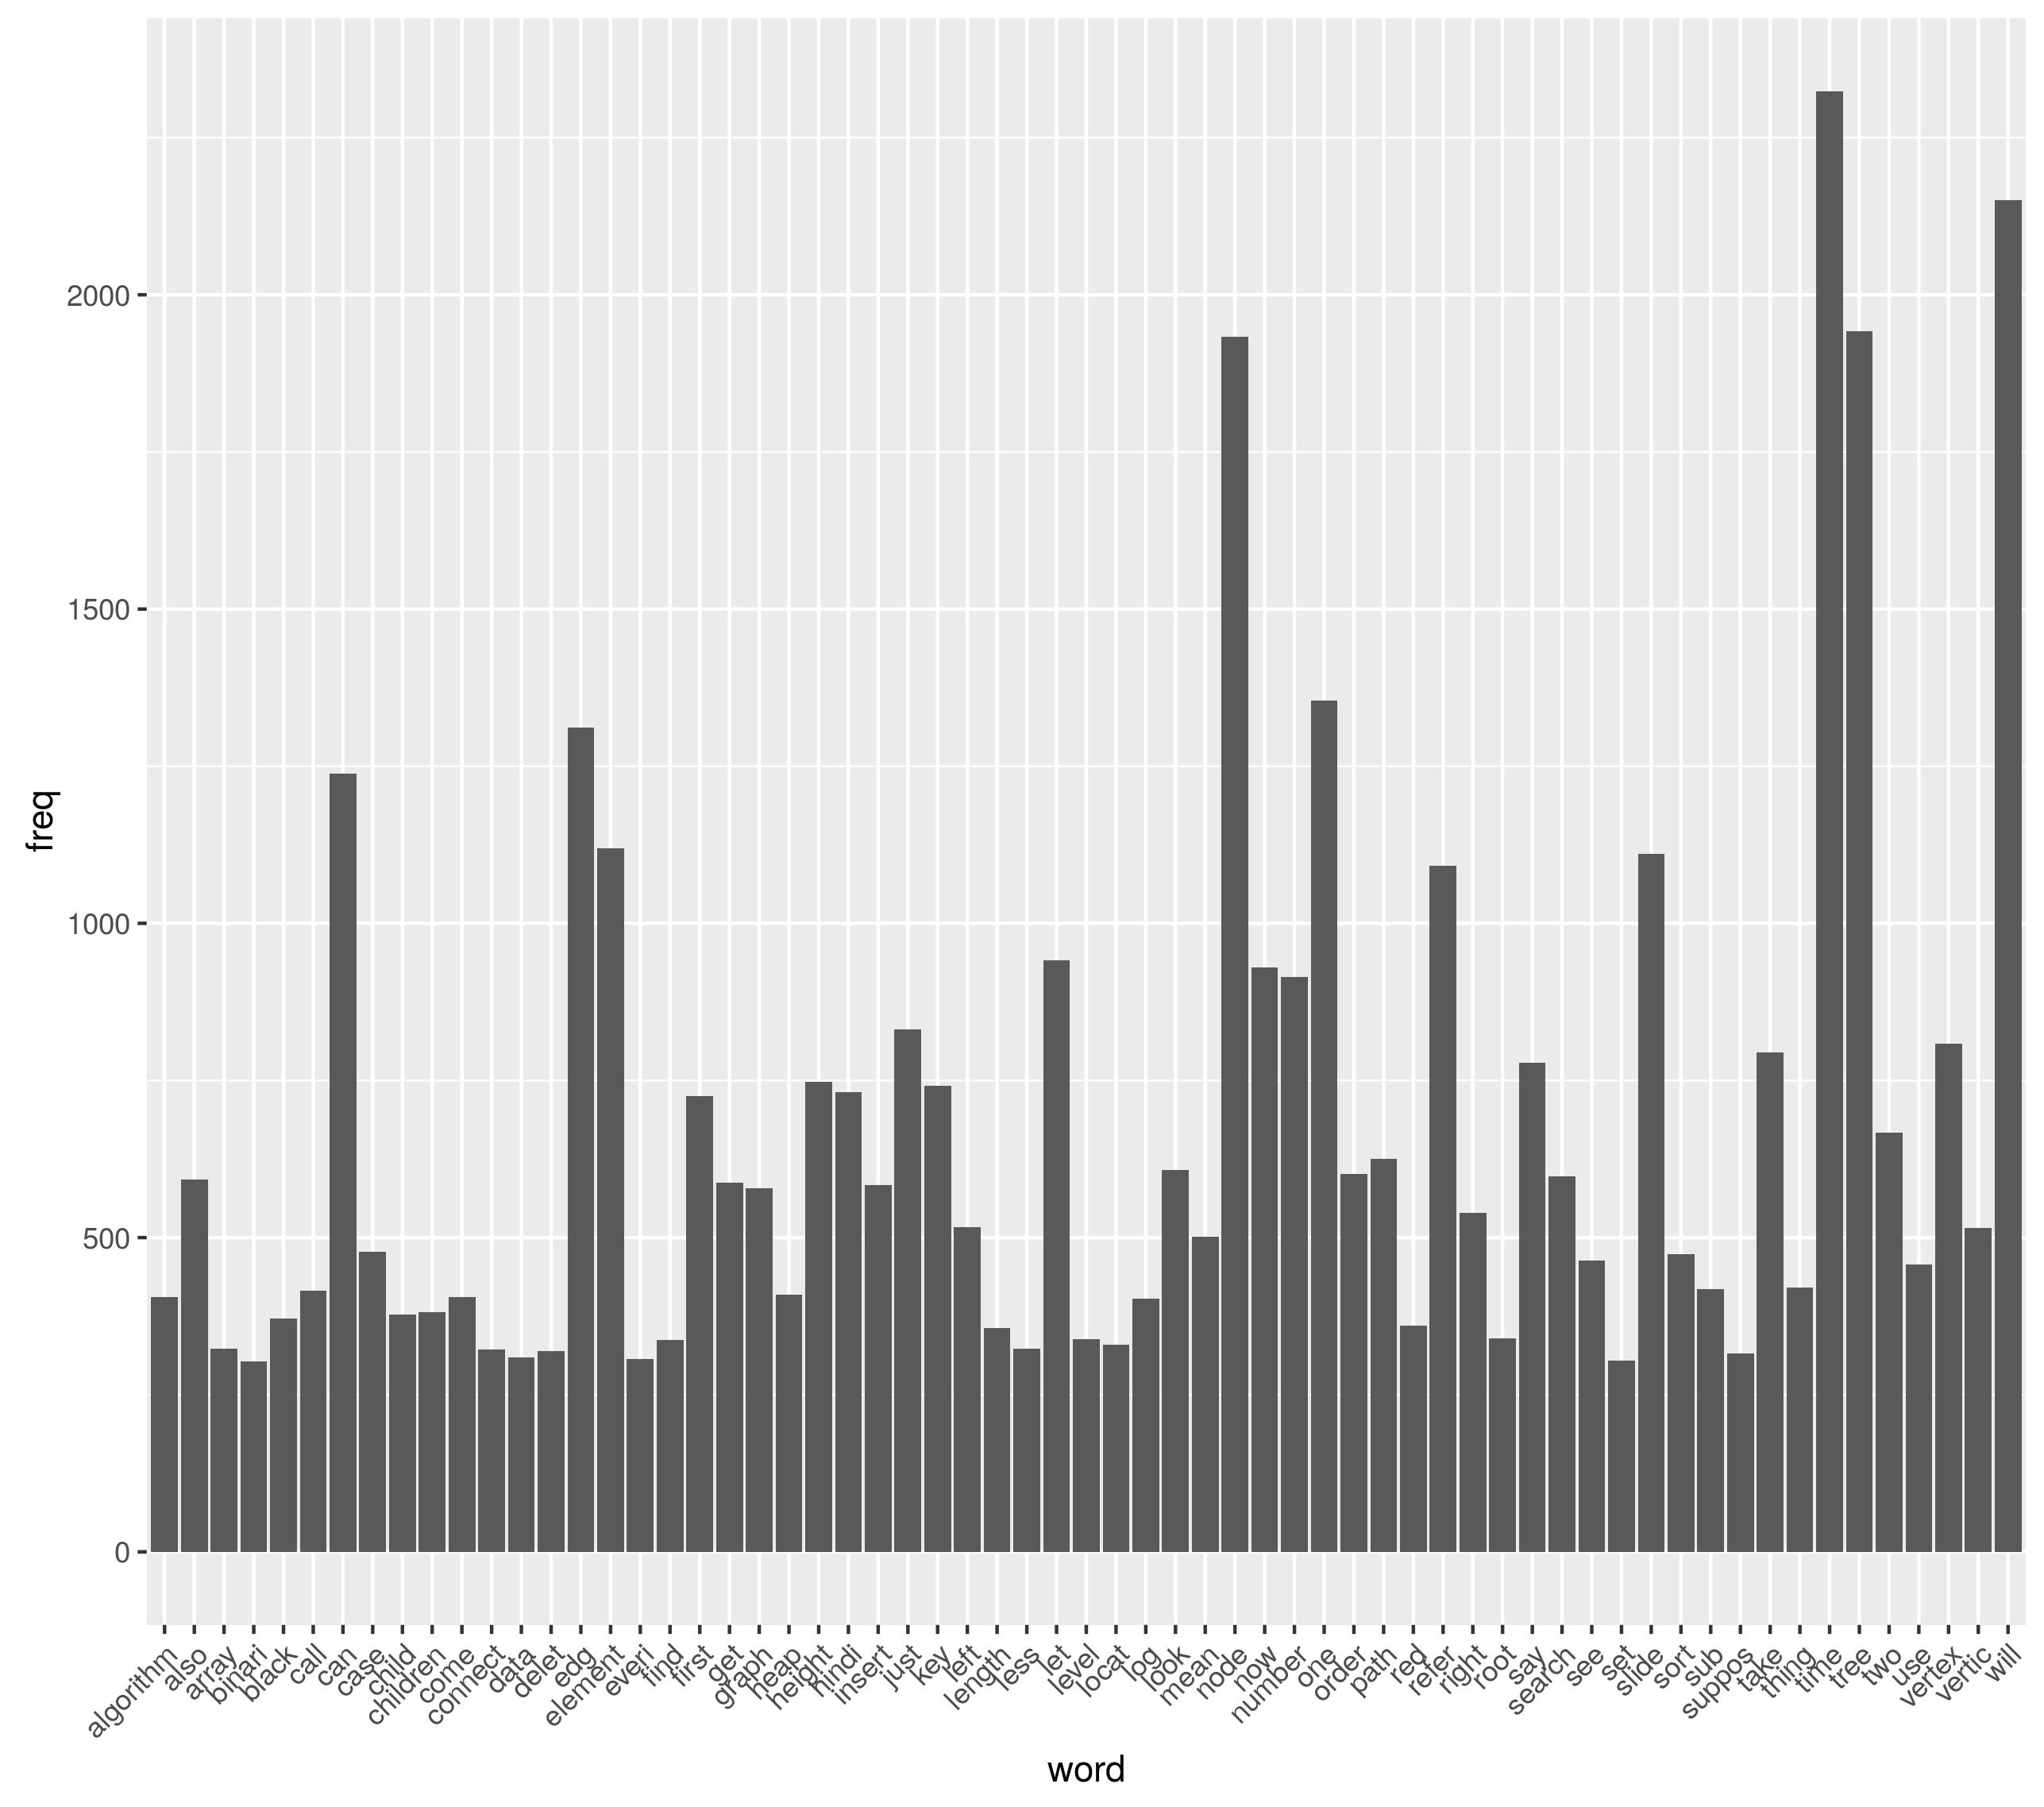 freq
2000
1500
1000
500
0
algorithm
also
array
binari
black
call
can
case
child
children
come
connect
data
delet
edg
element
everi
find
first
get
graph
heap
height
hindi
insert
just
key
left
length
less
let
level
locat
log
look
mean
node
now
number
one
order
path
red
refer
right
root
say
search
see
set
slide
sort
sub
suppos
take
thing
time
tree
two
use
vertex
vertic
will
word